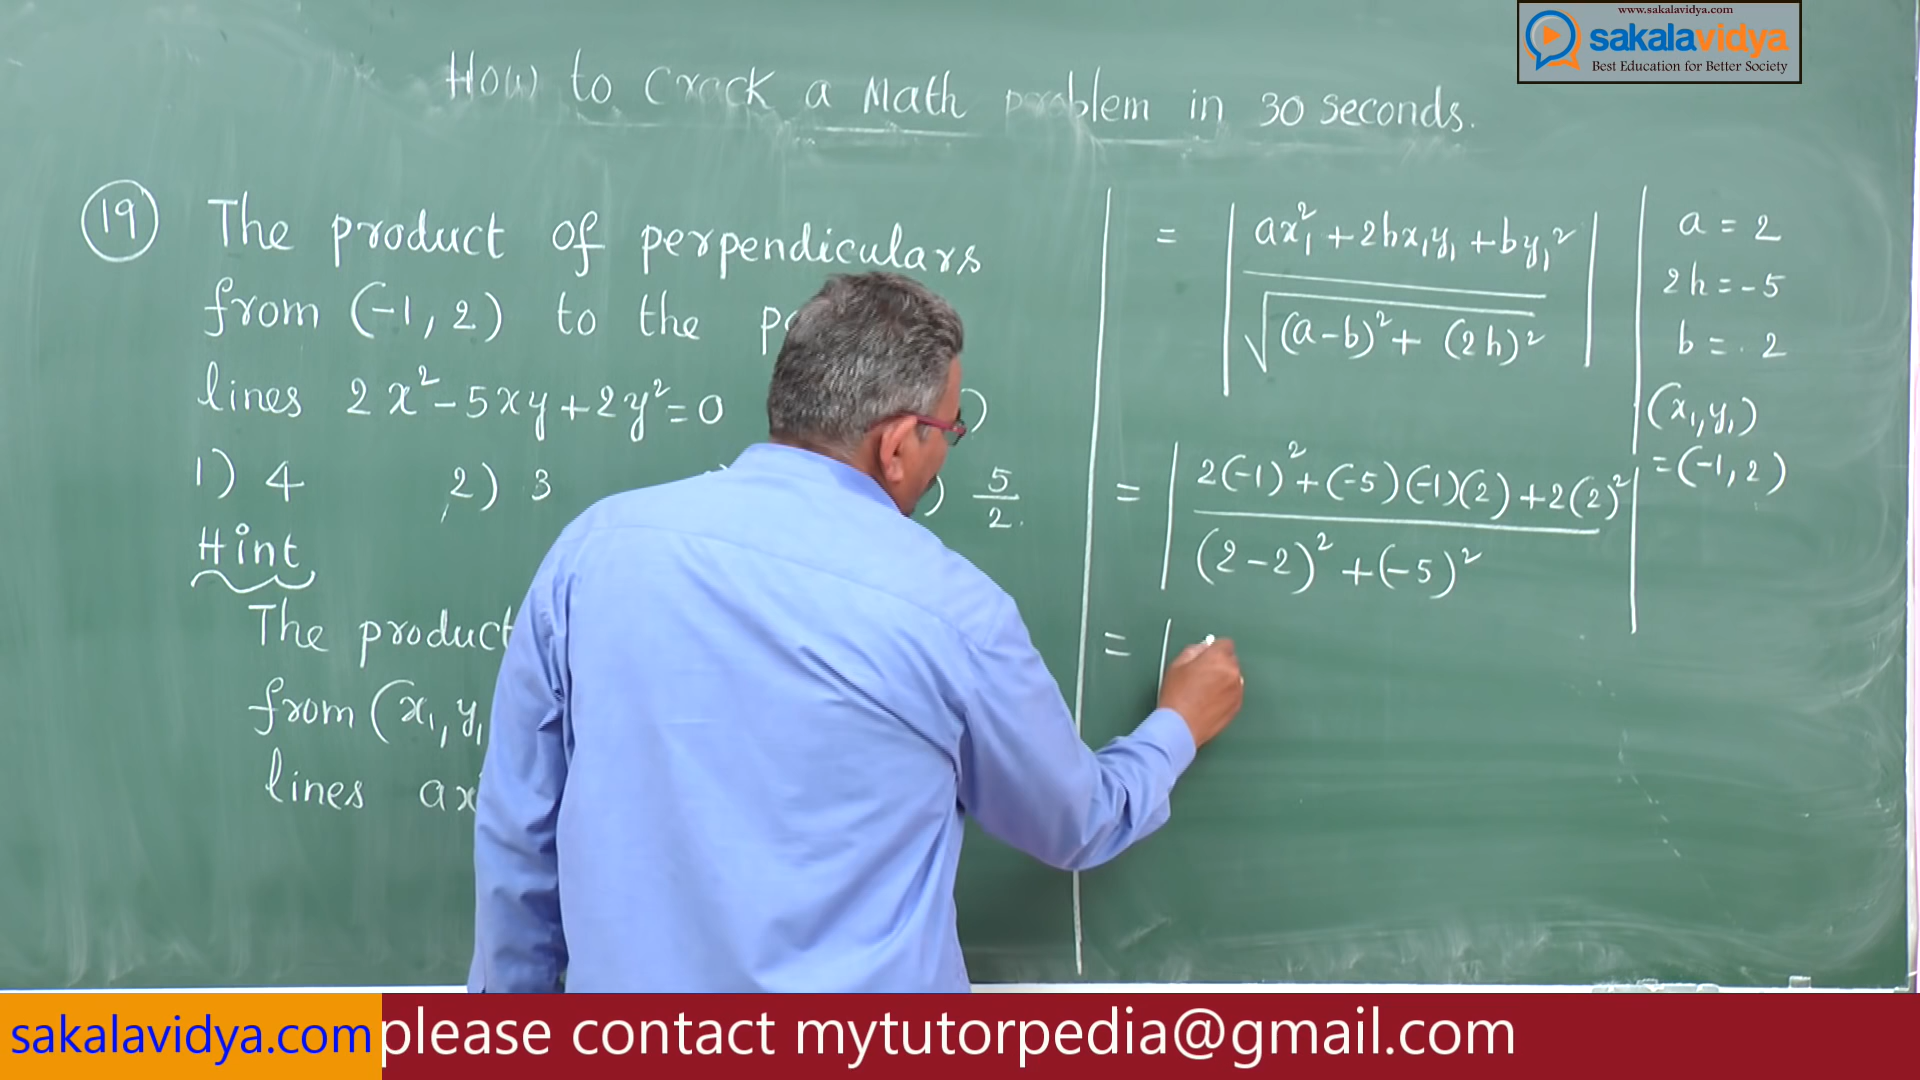 www.sakalavidya.com
sakalavidya
Best Education for Better Society
How to Crack a Math problem in 30 seconds.
19 The product of perpendiculars
from (-1, 2) to the
lines 2x² - 5xy + 2y² = 0 )
1) 4 2) 3 ) 5/2
Hint
The product
from (x₁, y₁
lines ax
= | ax₁² + 2hx₁y₁ + by₁² / √(a-b)² + (2h)² |
a = 2
2h = -5
b = 2
(x₁, y₁)
= (-1, 2)
= | 2(-1)² + (-5)(-1)(2) + 2(2)² / (2-2)² + (-5)² |
= |
sakalavidya.com please contact mytutorpedia@gmail.com